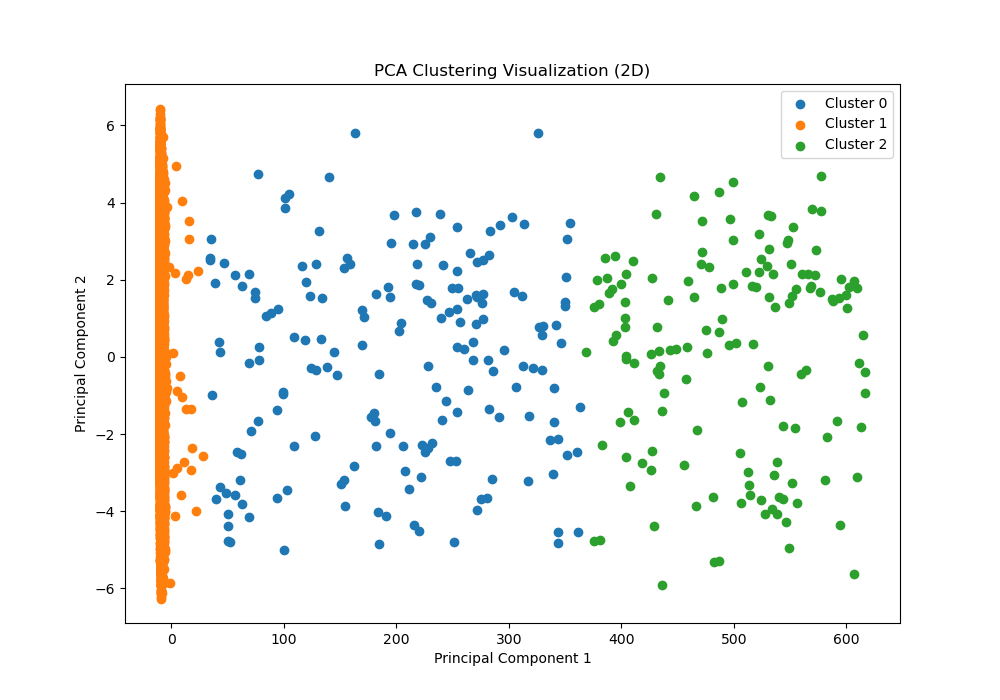 PCA Clustering Visualization (2D)
Cluster 0
Cluster 1
Cluster 2
Principal Component 2
6
4
2
0
−2
−4
−6
0 100 200 300 400 500 600
Principal Component 1